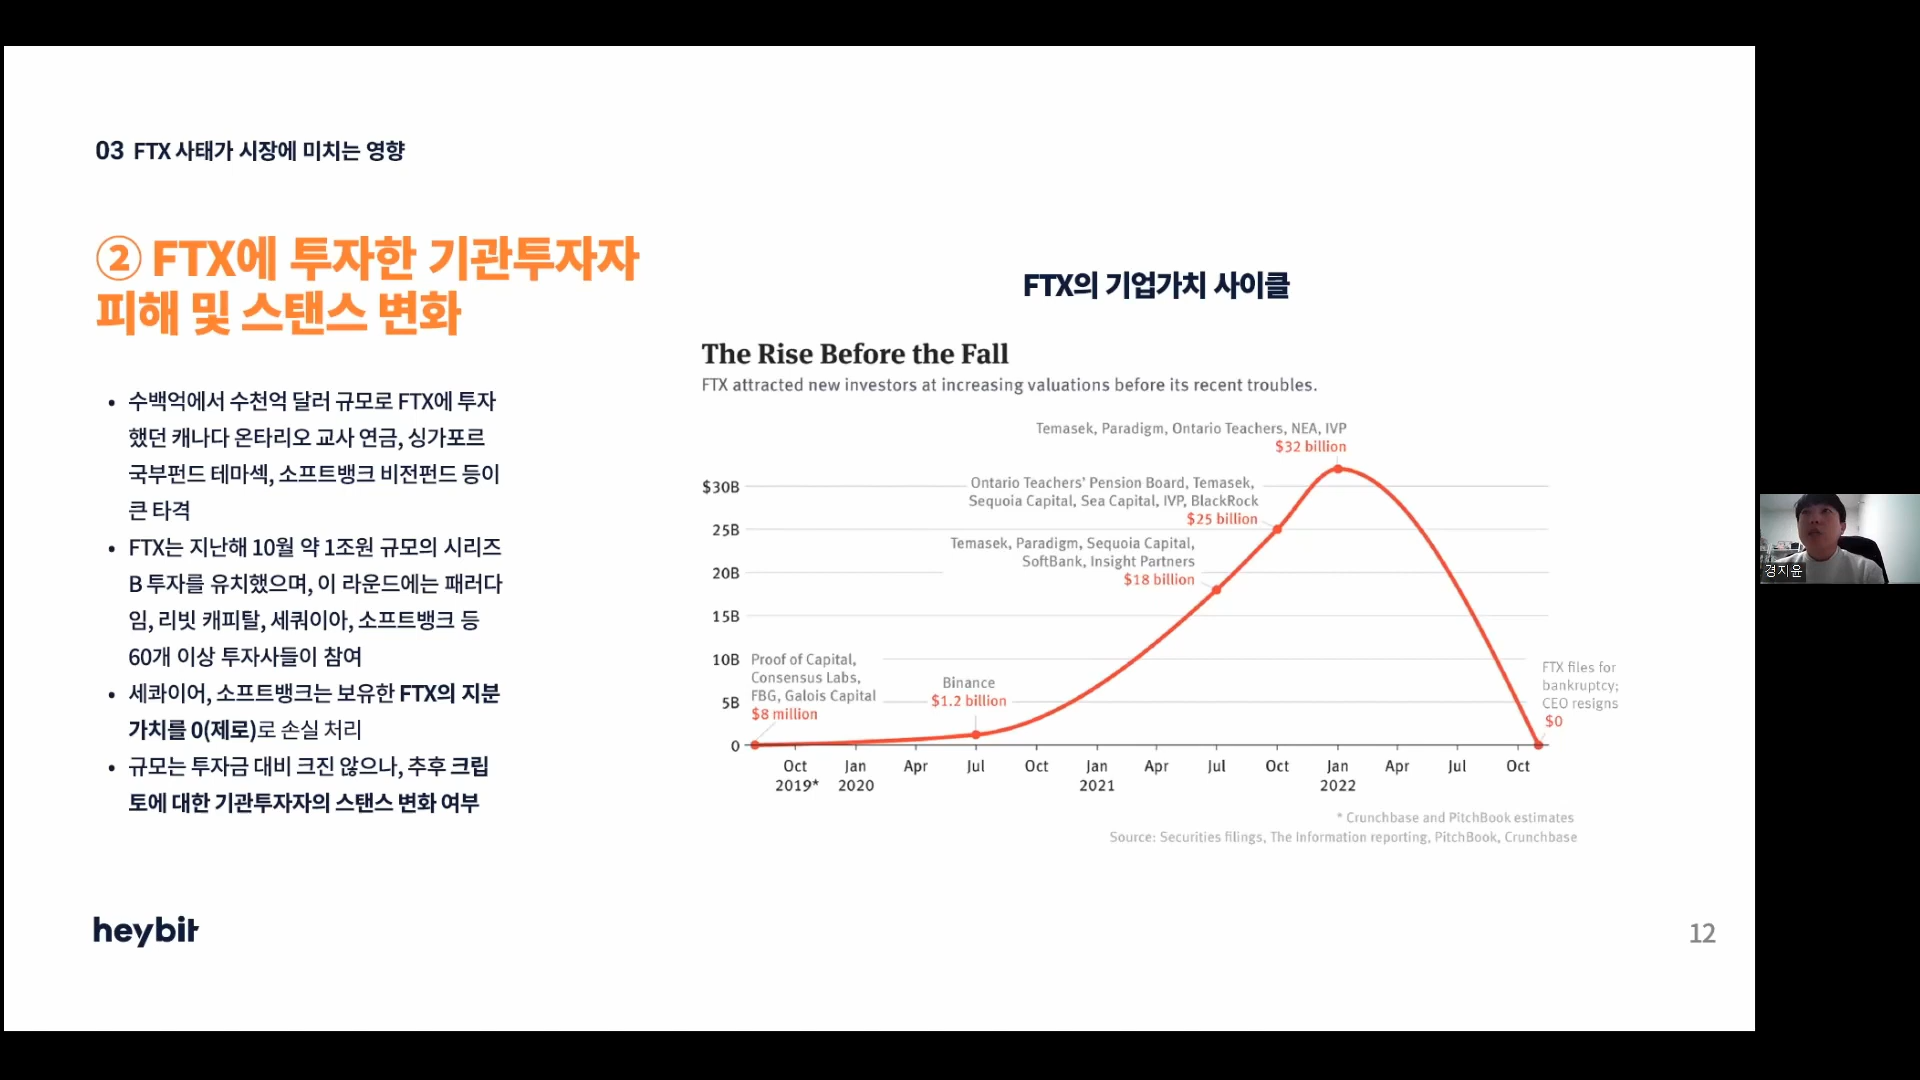 03 FTX 사태가 시장에 미치는 영향
② FTX에 투자한 기관투자자
피해 및 스탠스 변화
• 수백억에서 수천억 달러 규모로 FTX에 투자
했던 캐나다 온타리오 교사 연금, 싱가포르
국부펀드 테마섹, 소프트뱅크 비전펀드 등이
큰 타격
• FTX는 지난해 10월 약 1조원 규모의 시리즈
B 투자를 유치했으며, 이 라운드에는 패러다
임, 리빗 캐피탈, 세쿼이아, 소프트뱅크 등
60개 이상 투자사들이 참여
• 세콰이어, 소프트뱅크는 보유한 FTX의 지분
가치를 0(제로)로 손실 처리
• 규모는 투자금 대비 크진 않으나, 추후 크립
토에 대한 기관투자자의 스탠스 변화 여부
FTX의 기업가치 사이클
The Rise Before the Fall
FTX attracted new investors at increasing valuations before its recent troubles.
Temasek, Paradigm, Ontario Teachers, NEA, IVP
$32 billion
Ontario Teachers' Pension Board, Temasek,
Sequoia Capital, Sea Capital, IVP, BlackRock
$25 billion
Temasek, Paradigm, Sequoia Capital,
SoftBank, Insight Partners
$18 billion
Proof of Capital,
Consensus Labs,
FBG, Galois Capital
$8 million
Binance
$1.2 billion
FTX files for
bankruptcy;
CEO resigns
$0
$30B
25B
20B
15B
10B
5B
0
Oct Jan Apr Jul Oct Jan Apr Jul Oct Jan Apr Jul Oct
2019* 2020 2021 2022
* Crunchbase and PitchBook estimates
Source: Securities filings, The Information reporting, PitchBook, Crunchbase
heybit
12
경지윤